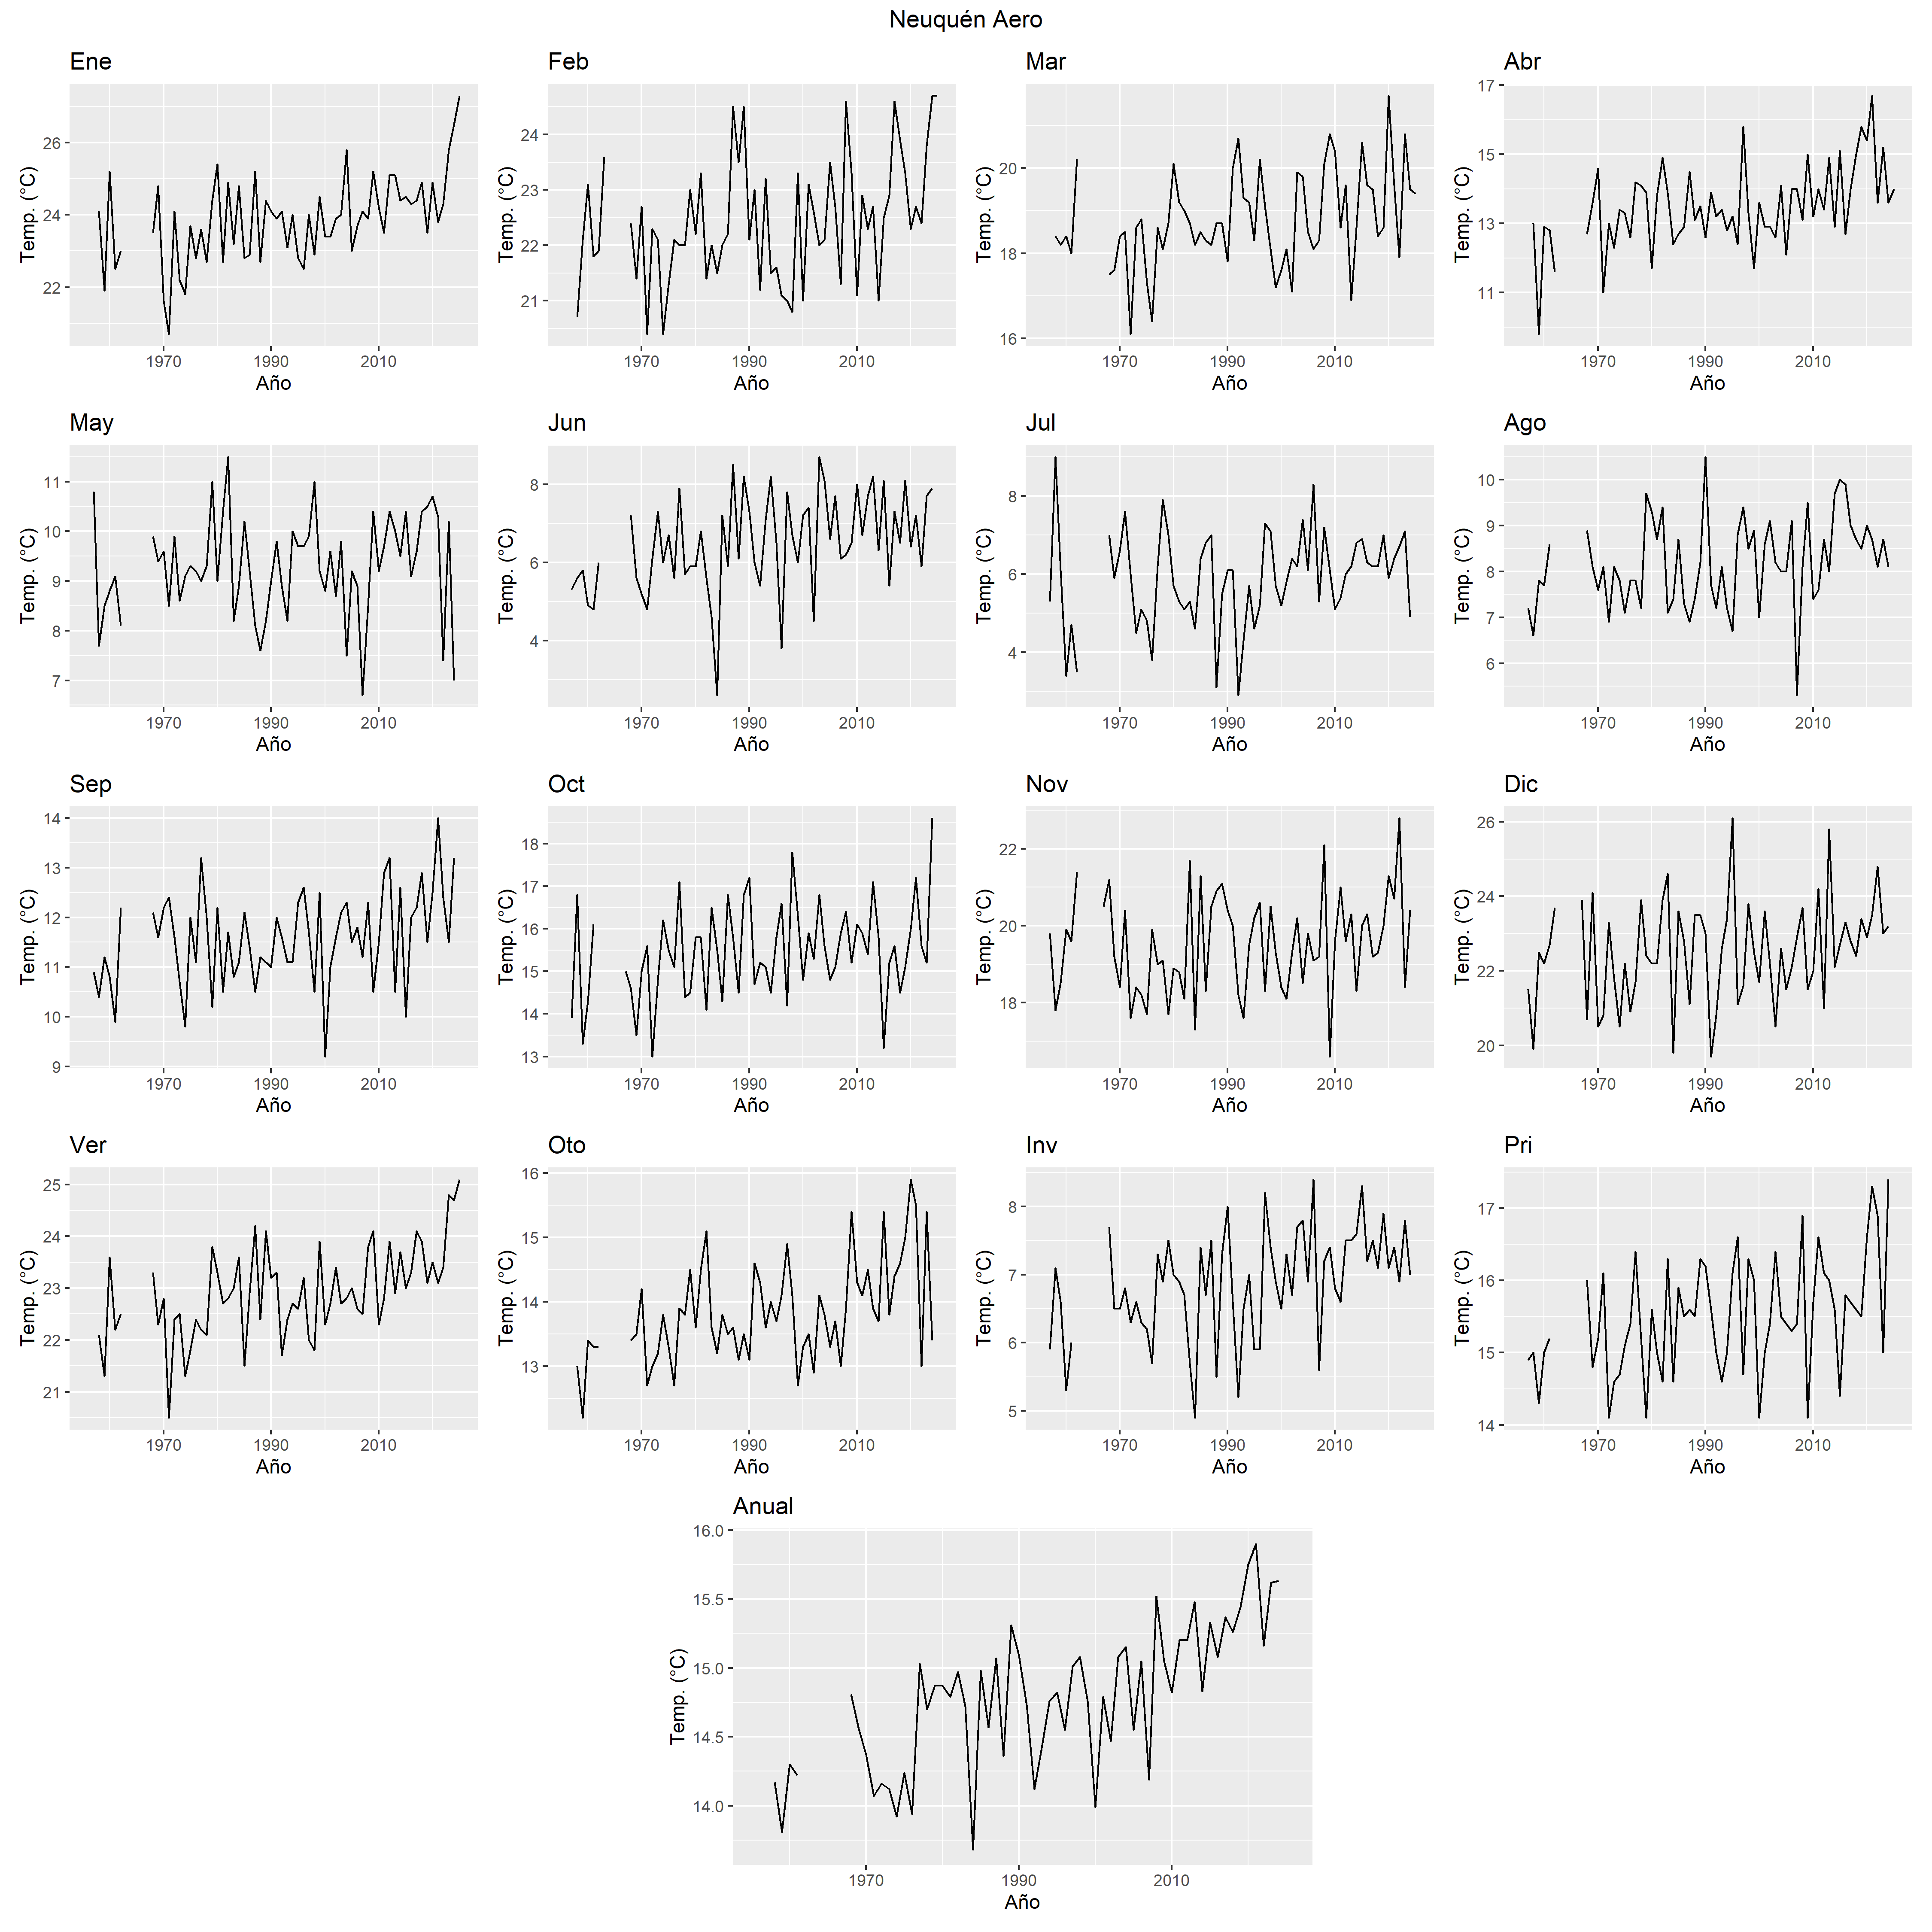 Neuquén Aero
Ene Feb Mar Abr
Temp. (°C) 26 24 22
Temp. (°C) 24 23 22 21
Temp. (°C) 20 18 16
Temp. (°C) 17 15 13 11
1970 1990 2010 1970 1990 2010 1970 1990 2010 1970 1990 2010
Año Año Año Año
May Jun Jul Ago
Temp. (°C) 11 10 9 8 7
Temp. (°C) 8 6 4
Temp. (°C) 8 6 4
Temp. (°C) 10 9 8 7 6
1970 1990 2010 1970 1990 2010 1970 1990 2010 1970 1990 2010
Año Año Año Año
Sep Oct Nov Dic
Temp. (°C) 14 13 12 11 10 9
Temp. (°C) 18 17 16 15 14 13
Temp. (°C) 22 20 18
Temp. (°C) 26 24 22 20
1970 1990 2010 1970 1990 2010 1970 1990 2010 1970 1990 2010
Año Año Año Año
Ver Oto Inv Pri
Temp. (°C) 25 24 23 22 21
Temp. (°C) 16 15 14 13
Temp. (°C) 8 7 6 5
Temp. (°C) 17 16 15 14
1970 1990 2010 1970 1990 2010 1970 1990 2010 1970 1990 2010
Año Año Año Año
Anual
Temp. (°C) 16.0 15.5 15.0 14.5 14.0
1970 1990 2010
Año